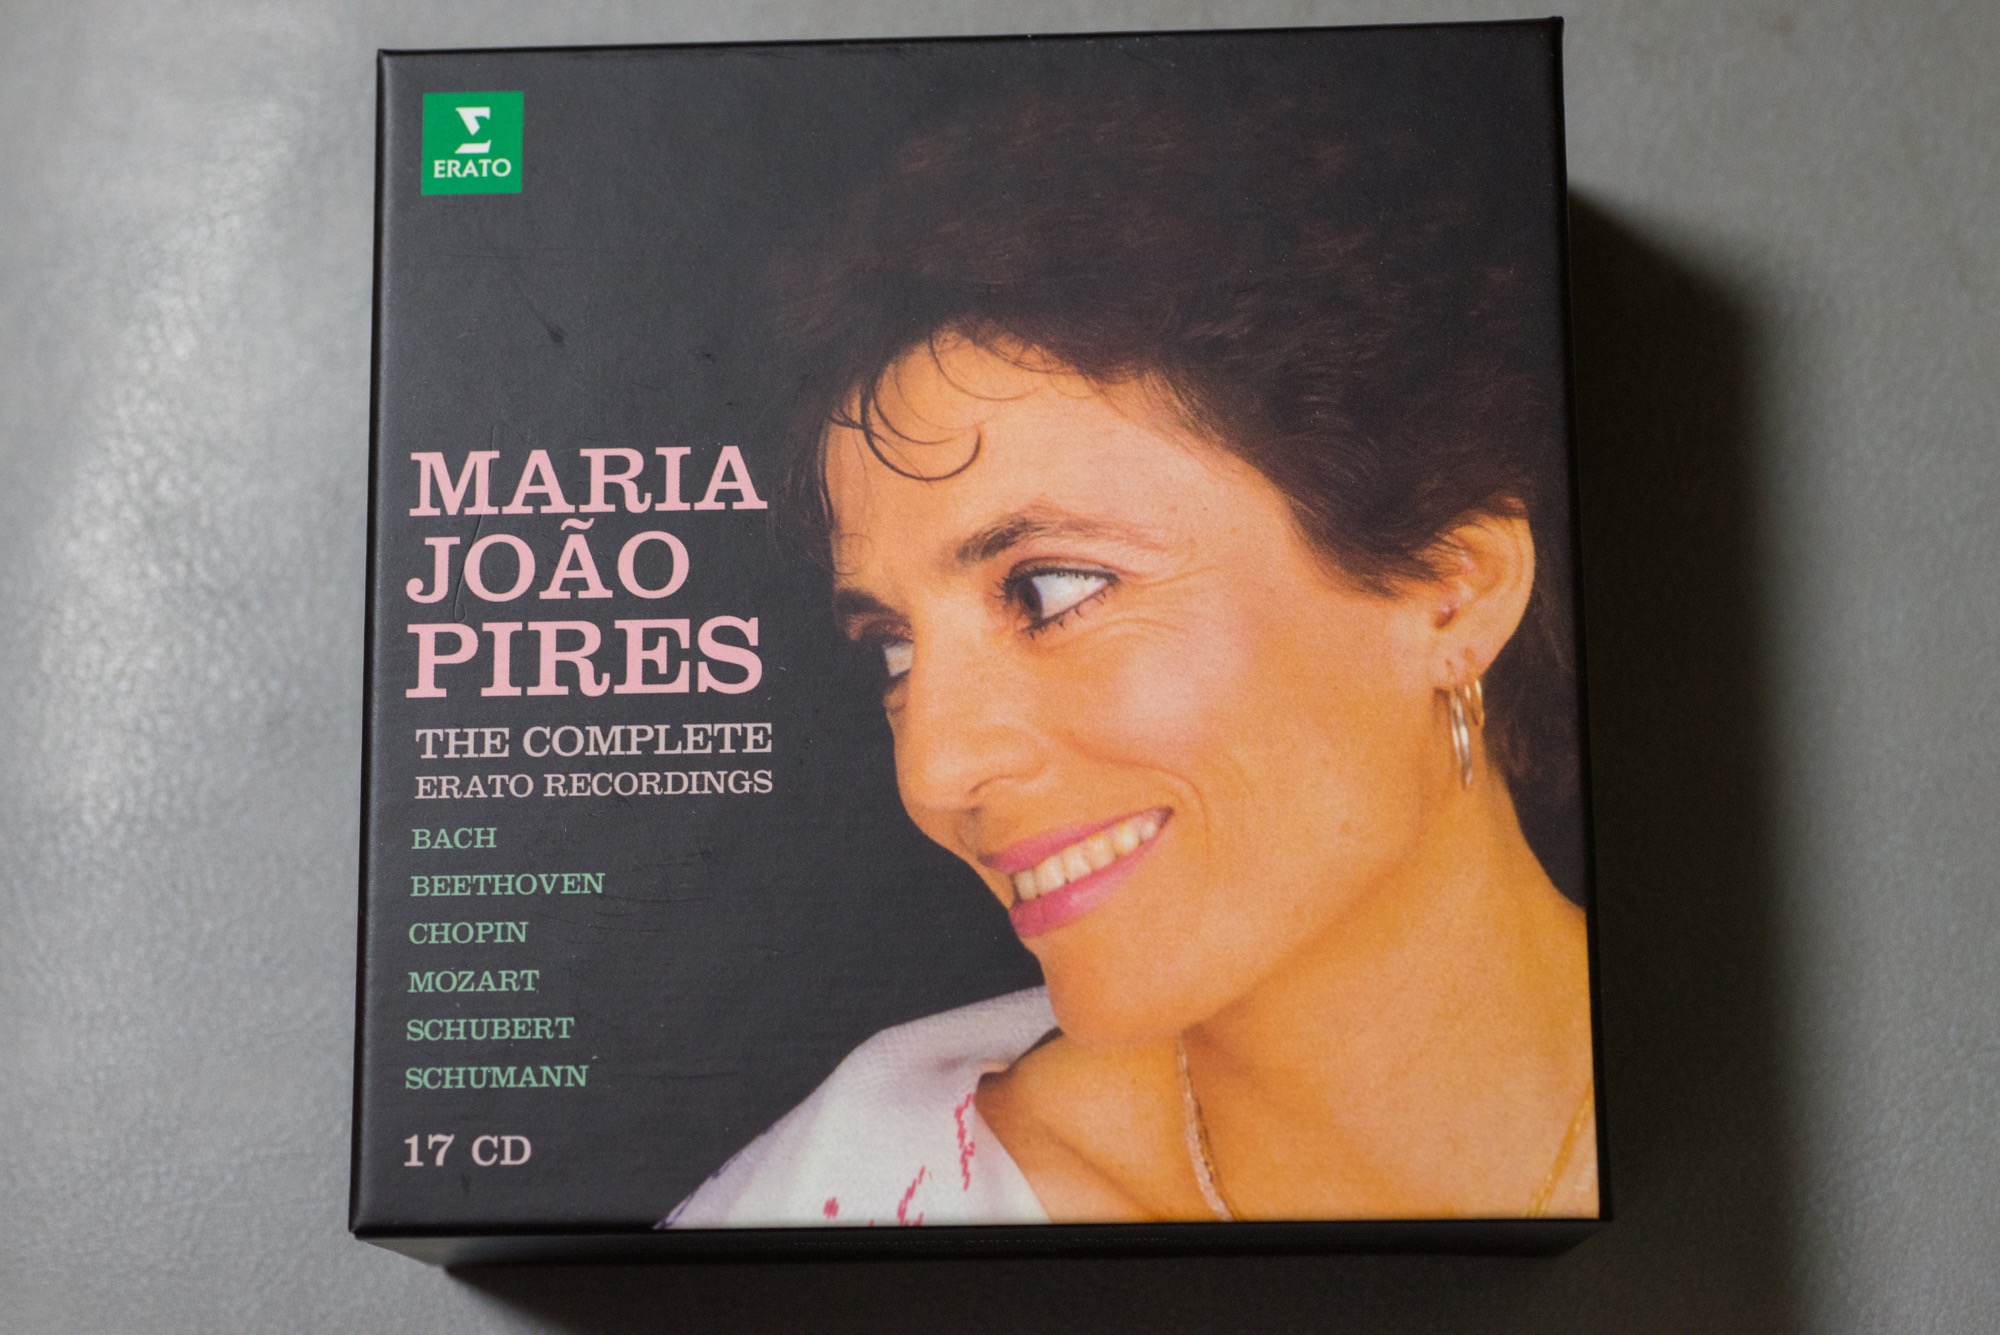 ERATO
MARIA
JOÃO
PIRES
THE COMPLETE
ERATO RECORDINGS
BACH
BEETHOVEN
CHOPIN
MOZART
SCHUBERT
SCHUMANN
17 CD